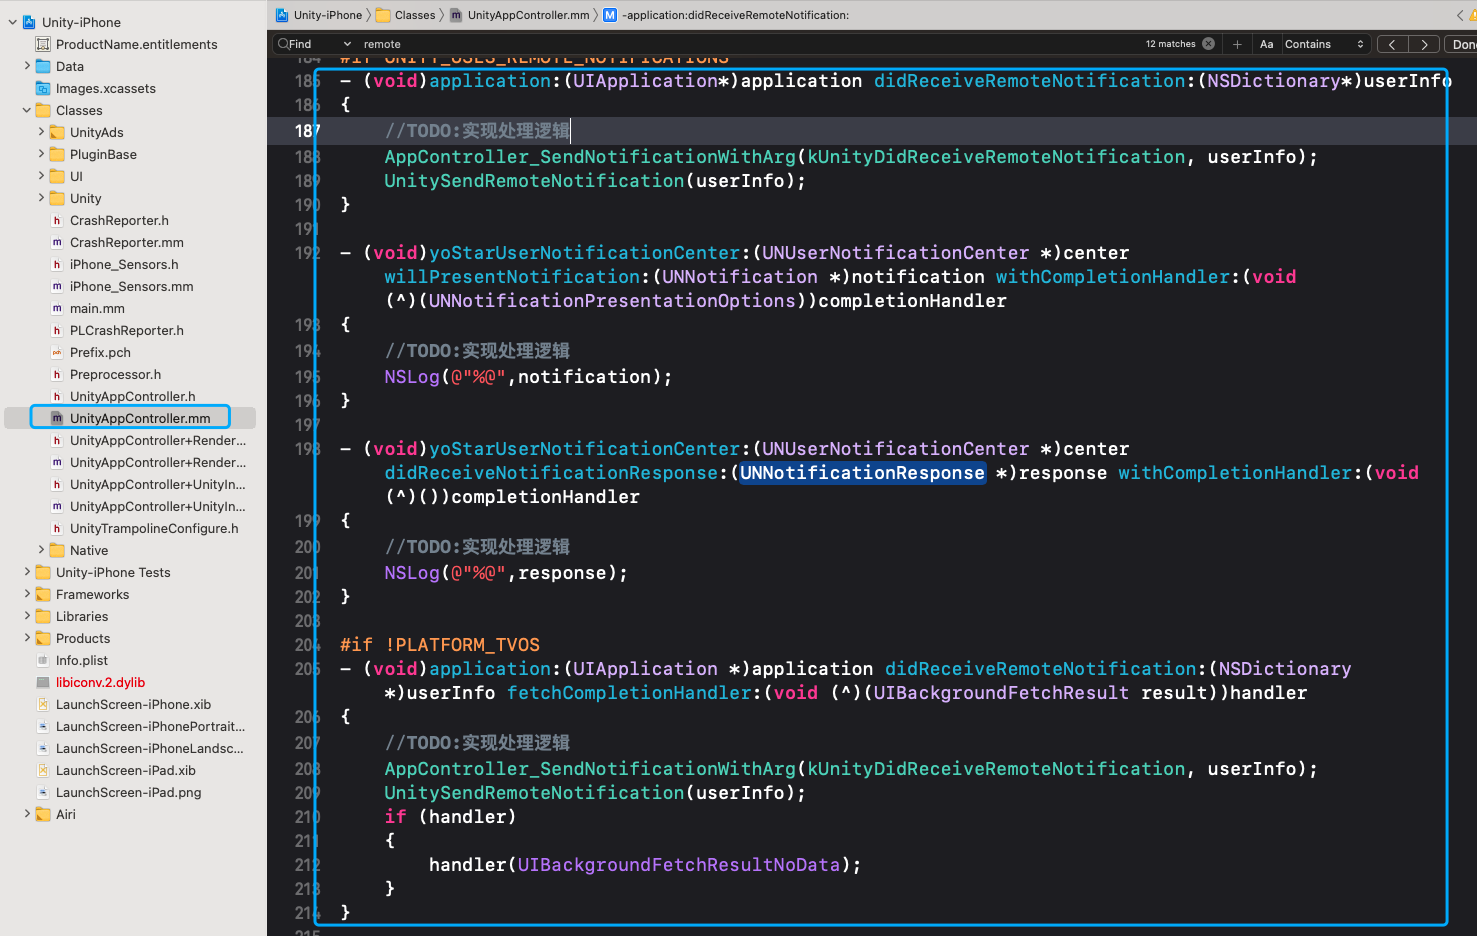 Unity-iPhone
ProductName.entitlements
Data
Images.xcassets
Classes
UnityAds
PluginBase
UI
Unity
CrashReporter.h
CrashReporter.mm
iPhone_Sensors.h
iPhone_Sensors.mm
main.mm
PLCrashReporter.h
Prefix.pch
Preprocessor.h
UnityAppController.h
UnityAppController.mm
UnityAppController+Render...
UnityAppController+Render...
UnityAppController+UnityIn...
UnityAppController+UnityIn...
UnityTrampolineConfigure.h
Native
Unity-iPhone Tests
Frameworks
Libraries
Products
Info.plist
libiconv.2.dylib
LaunchScreen-iPhone.xib
LaunchScreen-iPhonePortrait...
LaunchScreen-iPhoneLandsc...
LaunchScreen-iPad.xib
LaunchScreen-iPad.png
Airi
Unity-iPhone Classes UnityAppController.mm M -application:didReceiveRemoteNotification:
Find remote 12 matches Aa Contains Done
184 #if UNITY_USES_REMOTE_NOTIFICATIONS
185 - (void)application:(UIApplication*)application didReceiveRemoteNotification:(NSDictionary*)userInfo
186 {
187 //TODO:实现处理逻辑
188 AppController_SendNotificationWithArg(kUnityDidReceiveRemoteNotification, userInfo);
189 UnitySendRemoteNotification(userInfo);
190 }
191
192 - (void)yoStarUserNotificationCenter:(UNUserNotificationCenter *)center
willPresentNotification:(UNNotification *)notification withCompletionHandler:(void
(^)(UNNotificationPresentationOptions))completionHandler
193 {
194 //TODO:实现处理逻辑
195 NSLog(@"%@",notification);
196 }
197
198 - (void)yoStarUserNotificationCenter:(UNUserNotificationCenter *)center
didReceiveNotificationResponse:(UNNotificationResponse *)response withCompletionHandler:(void
(^)())completionHandler
199 {
200 //TODO:实现处理逻辑
201 NSLog(@"%@",response);
202 }
203
204 #if !PLATFORM_TVOS
205 - (void)application:(UIApplication *)application didReceiveRemoteNotification:(NSDictionary
*)userInfo fetchCompletionHandler:(void (^)(UIBackgroundFetchResult result))handler
206 {
207 //TODO:实现处理逻辑
208 AppController_SendNotificationWithArg(kUnityDidReceiveRemoteNotification, userInfo);
209 UnitySendRemoteNotification(userInfo);
210 if (handler)
211 {
212 handler(UIBackgroundFetchResultNoData);
213 }
214 }
215